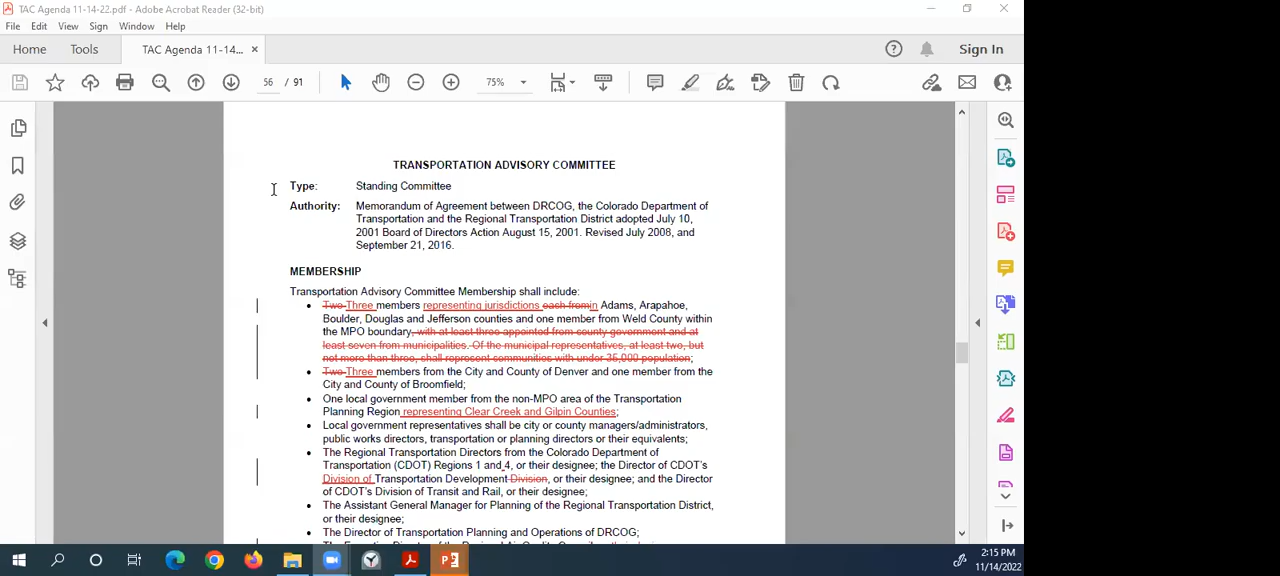 TAC Agenda 11-14-22.pdf - Adobe Acrobat Reader (32-bit)
File Edit View Sign Window Help
Home Tools TAC Agenda 11-14... × Sign In
56 / 91 75%
TRANSPORTATION ADVISORY COMMITTEE
Type: Standing Committee
Authority: Memorandum of Agreement between DRCOG, the Colorado Department of
Transportation and the Regional Transportation District adopted July 10,
2001 Board of Directors Action August 15, 2001. Revised July 2008, and
September 21, 2016.
MEMBERSHIP
Transportation Advisory Committee Membership shall include:
• Two Three members representing jurisdictions each fromin Adams, Arapahoe,
Boulder, Douglas and Jefferson counties and one member from Weld County within
the MPO boundary, with at least three appointed from county government and at
least seven from municipalities. Of the municipal representatives, at least two, but
not more than three, shall represent communities with under 35,000 population;
• Two Three members from the City and County of Denver and one member from the
City and County of Broomfield;
• One local government member from the non-MPO area of the Transportation
Planning Region representing Clear Creek and Gilpin Counties;
• Local government representatives shall be city or county managers/administrators,
public works directors, transportation or planning directors or their equivalents;
• The Regional Transportation Directors from the Colorado Department of
Transportation (CDOT) Regions 1 and 4, or their designee; the Director of CDOT's
Division of Transportation Development Division, or their designee; and the Director
of CDOT's Division of Transit and Rail, or their designee;
• The Assistant General Manager for Planning of the Regional Transportation District,
or their designee;
• The Director of Transportation Planning and Operations of DRCOG;
2:15 PM
11/14/2022